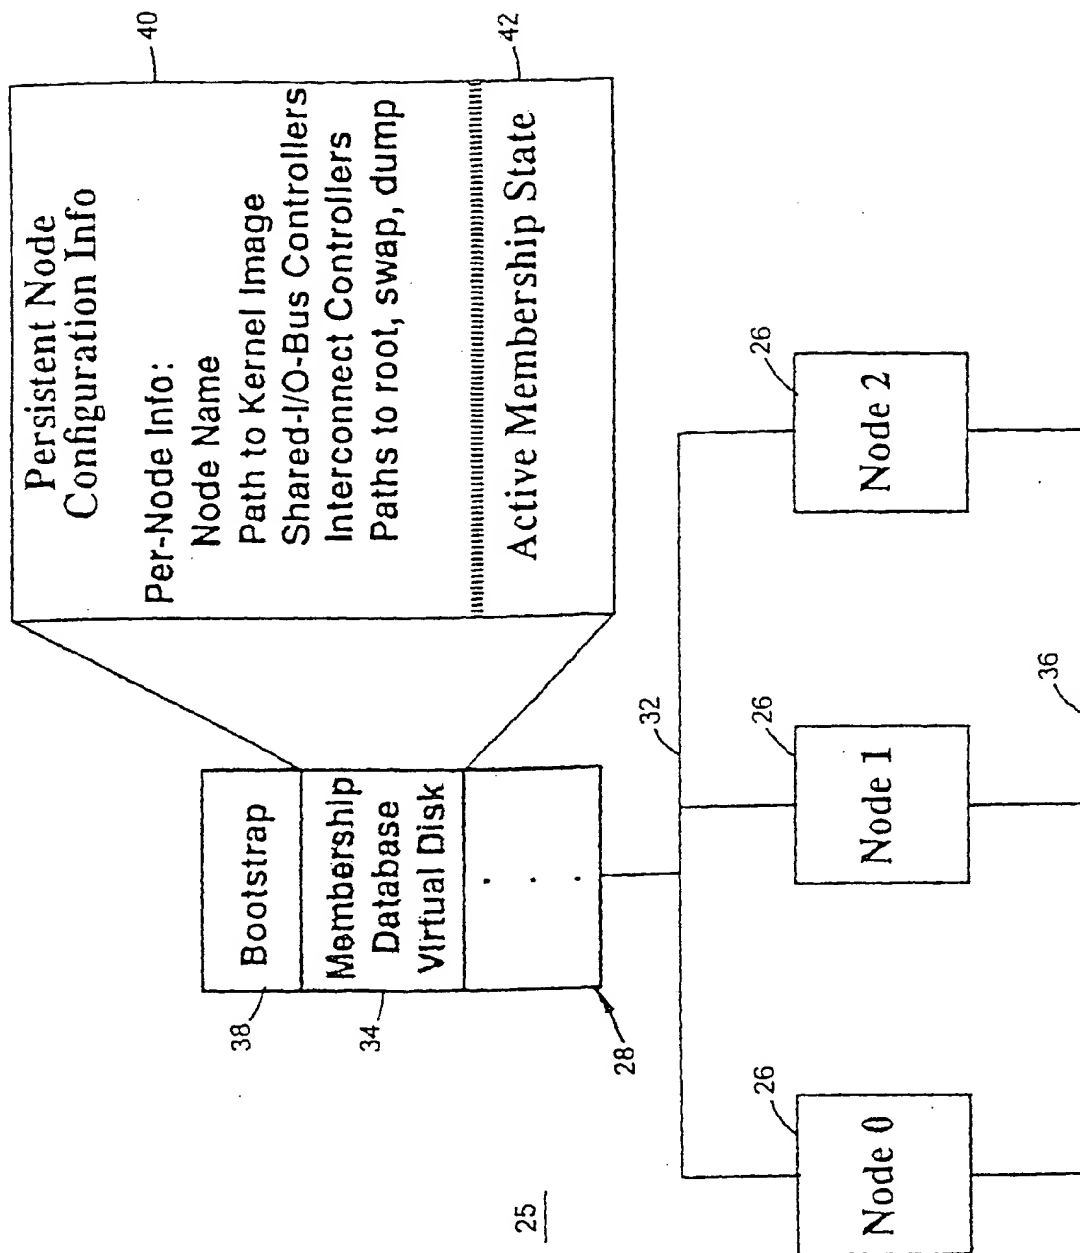 40
42
Persistent Node
Configuration Info
Per-Node Info:
Node Name
Path to Kernel Image
Shared-I/O-Bus Controllers
Interconnect Controllers
Paths to root, swap, dump
Active Membership State
38
Bootstrap
34
Membership
Database
Virtual Disk
. . .
28
32
25
26
Node 0
26
Node 1
26
Node 2
36